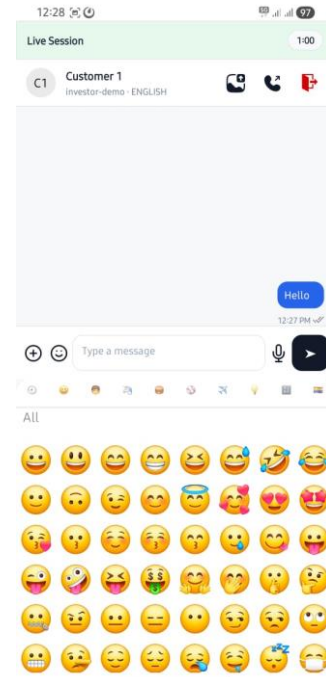 12:28
97
Live Session
1:00
C1
Customer 1
investor-demo - ENGLISH
Hello
12:27 PM
Type a message
All